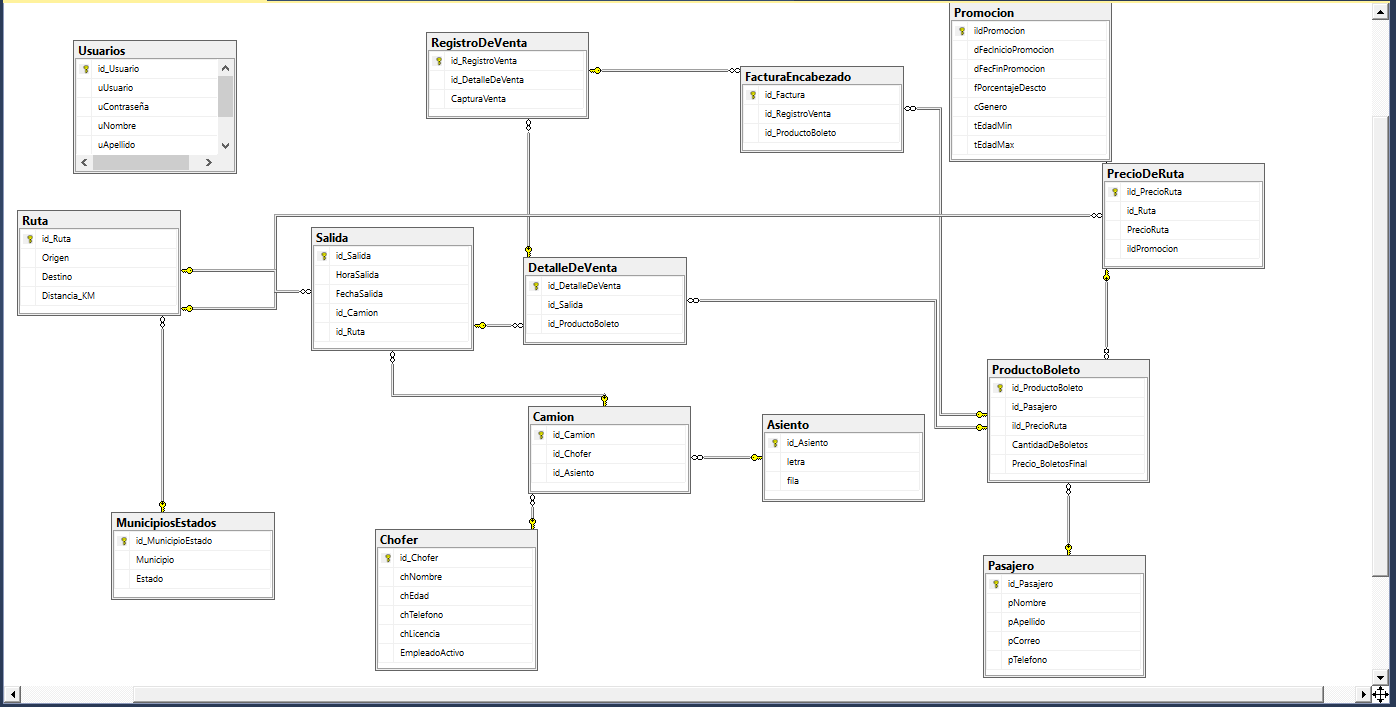 Usuarios
id_Usuario
uUsuario
uContraseña
uNombre
uApellido
RegistroDeVenta
id_RegistroVenta
id_DetalleDeVenta
CapturaVenta
FacturaEncabezado
id_Factura
id_RegistroVenta
id_ProductoBoleto
Promocion
iIdPromocion
dFecInicioPromocion
dFecFinPromocion
fPorcentajeDescto
cGenero
tEdadMin
tEdadMax
PrecioDeRuta
iId_PrecioRuta
id_Ruta
PrecioRuta
iIdPromocion
Ruta
id_Ruta
Origen
Destino
Distancia_KM
Salida
id_Salida
HoraSalida
FechaSalida
id_Camion
id_Ruta
DetalleDeVenta
id_DetalleDeVenta
id_Salida
id_ProductoBoleto
ProductoBoleto
id_ProductoBoleto
id_Pasajero
iId_PrecioRuta
CantidadDeBoletos
Precio_BoletosFinal
Camion
id_Camion
id_Chofer
id_Asiento
Asiento
id_Asiento
letra
fila
MunicipiosEstados
id_MunicipioEstado
Municipio
Estado
Chofer
id_Chofer
chNombre
chEdad
chTelefono
chLicencia
EmpleadoActivo
Pasajero
id_Pasajero
pNombre
pApellido
pCorreo
pTelefono